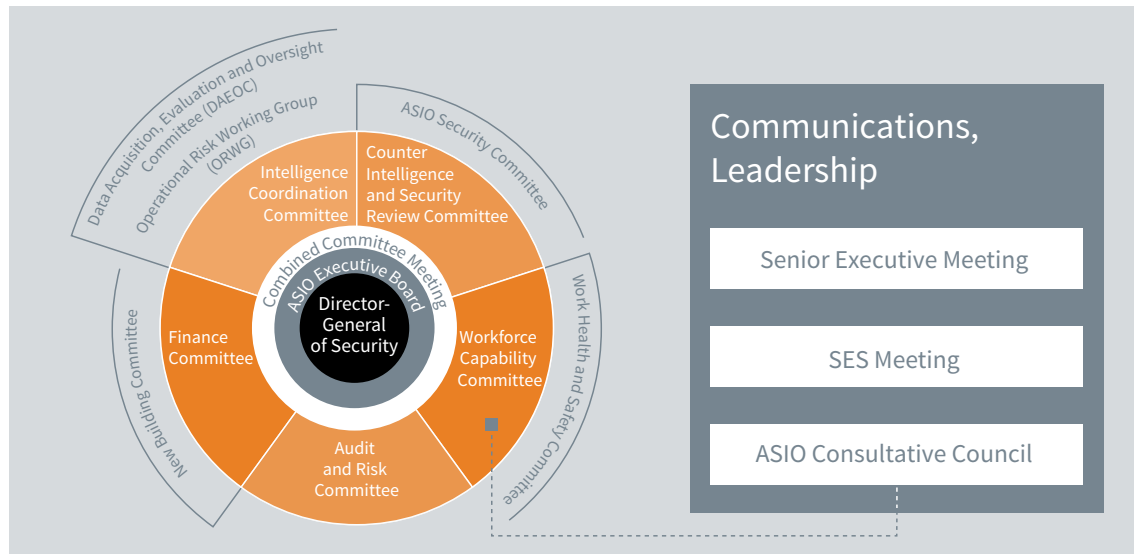 Data Acquisition, Evaluation and Oversight
Committee (DAEOC)
Operational Risk Working Group
(ORWG)
ASIO Security Committee
Intelligence
Coordination
Committee
Counter
Intelligence
and Security
Review Committee
Combined Committee Meeting
ASIO Executive Board
Director-
General
of Security
Finance
Committee
Workforce
Capability
Committee
Audit
and Risk
Committee
New Building Committee
Work Health and Safety Committee
Communications,
Leadership
Senior Executive Meeting
SES Meeting
ASIO Consultative Council